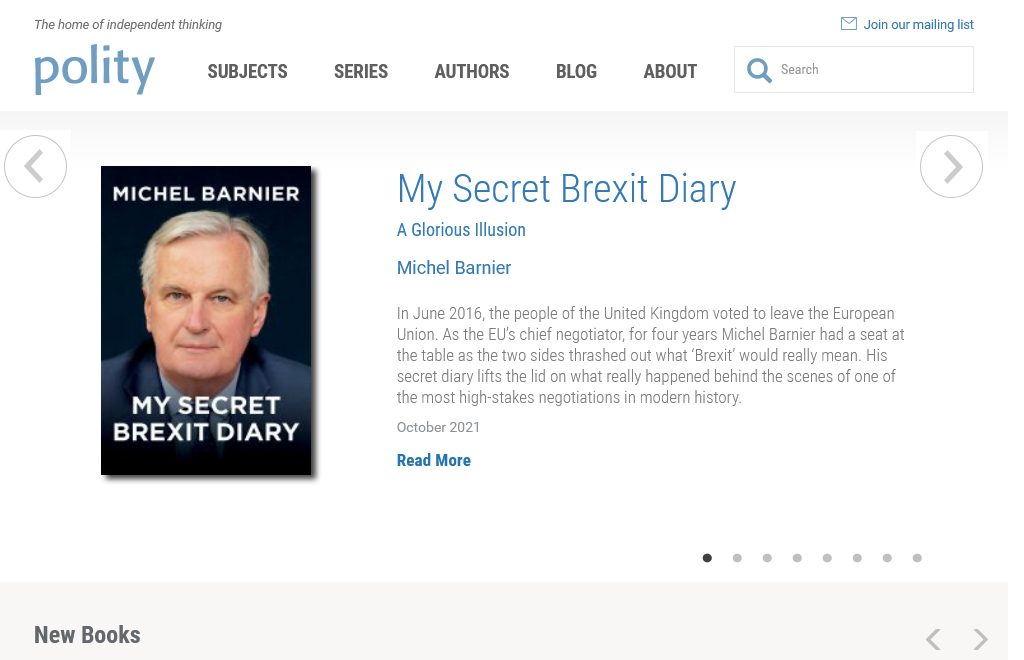 The home of independent thinking
Join our mailing list
polity
SUBJECTS
SERIES
AUTHORS
BLOG
ABOUT
Search
MICHEL BARNIER
MY SECRET
BREXIT DIARY
My Secret Brexit Diary
A Glorious Illusion
Michel Barnier
In June 2016, the people of the United Kingdom voted to leave the European
Union. As the EU’s chief negotiator, for four years Michel Barnier had a seat at
the table as the two sides thrashed out what ‘Brexit’ would really mean. His
secret diary lifts the lid on what really happened behind the scenes of one of
the most high-stakes negotiations in modern history.
October 2021
Read More
New Books